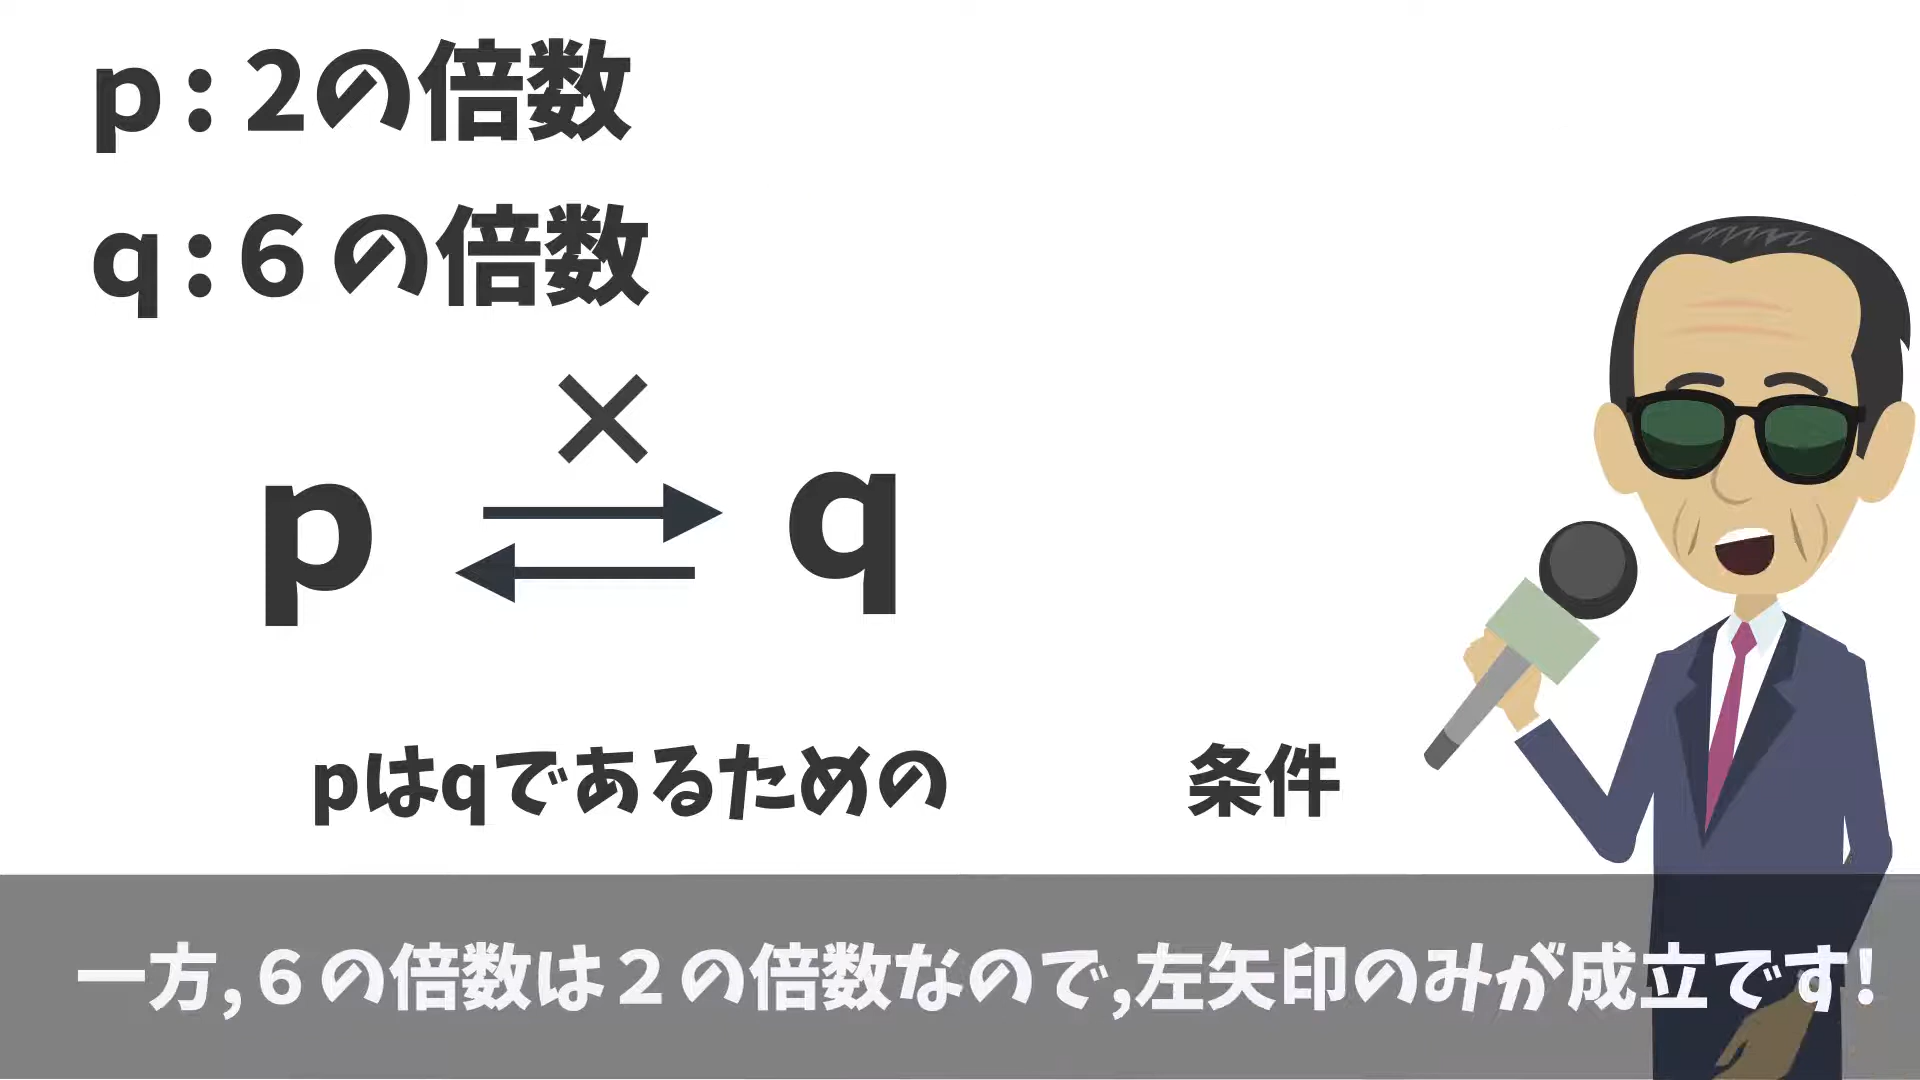 p:2の倍数
q:６の倍数
×
p ⇄ q
pはqであるための　　　条件
一方,６の倍数は２の倍数なので,左矢印のみが成立です!